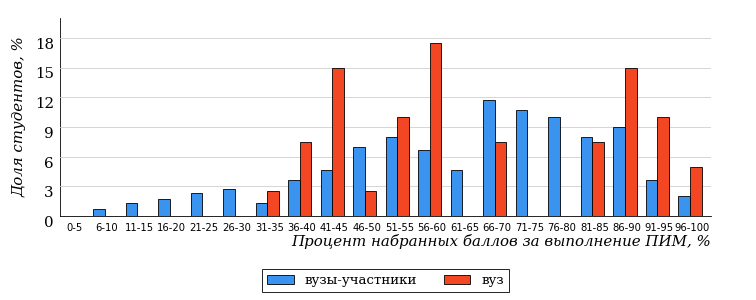 Доля студентов, %
18
15
12
9
6
3
0
0-5 6-10 11-15 16-20 21-25 26-30 31-35 36-40 41-45 46-50 51-55 56-60 61-65 66-70 71-75 76-80 81-85 86-90 91-95 96-100
Процент набранных баллов за выполнение ПИМ, %
вузы-участники вуз